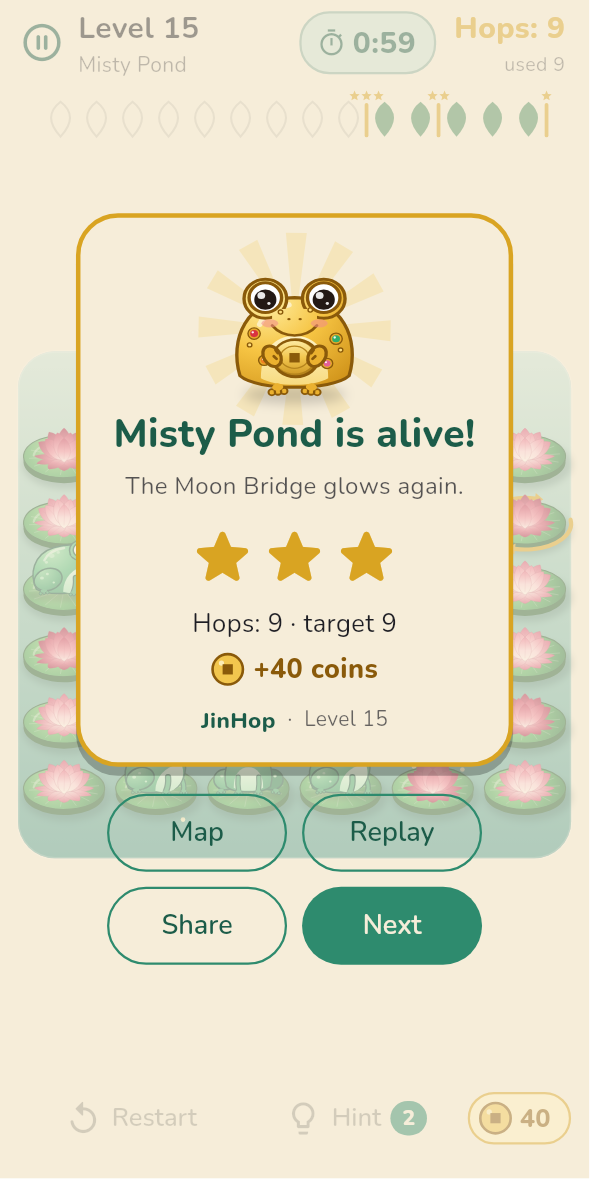 Level 15
Misty Pond
0:59
Hops: 9
used 9
Misty Pond is alive!
The Moon Bridge glows again.
Hops: 9 · target 9
+40 coins
JinHop · Level 15
Map
Replay
Share
Next
Restart
Hint 2
40